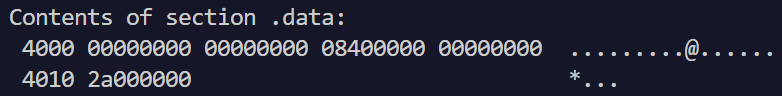 Contents of section .data:
 4000 00000000 00000000 08400000 00000000  .........@......
 4010 2a000000                             *...